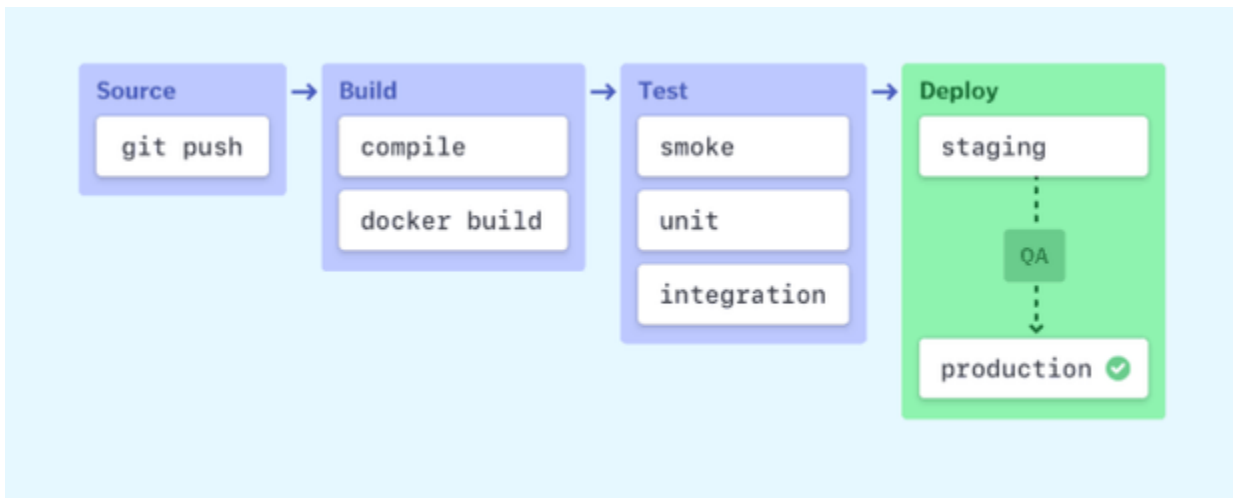 Source
git push
Build
compile
docker build
Test
smoke
unit
integration
Deploy
staging
QA
production